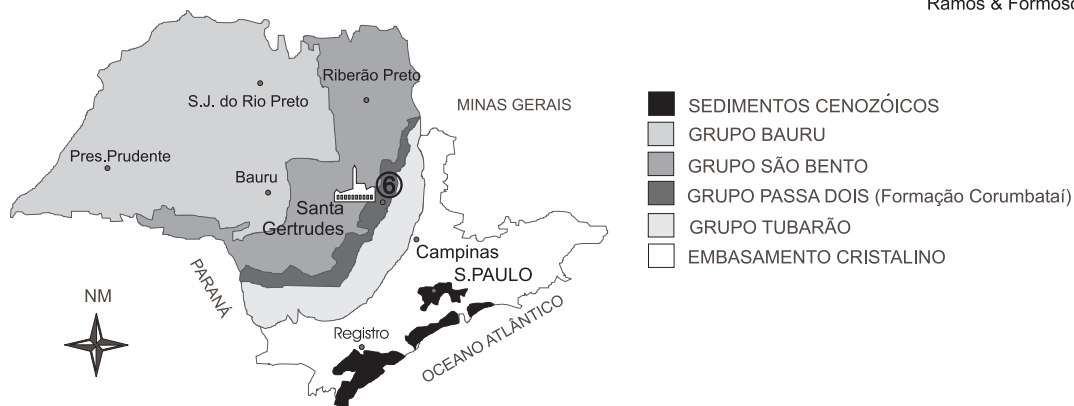 Ramos & Formoso
Riberão Preto
S.J. do Rio Preto
MINAS GERAIS
Pres.Prudente
Bauru
6
Santa
Gertrudes
Campinas
S.PAULO
PARANÁ
NM
Registro
OCEANO ATLÂNTICO
SEDIMENTOS CENOZÓICOS
GRUPO BAURU
GRUPO SÃO BENTO
GRUPO PASSA DOIS (Formação Corumbataí)
GRUPO TUBARÃO
EMBASAMENTO CRISTALINO